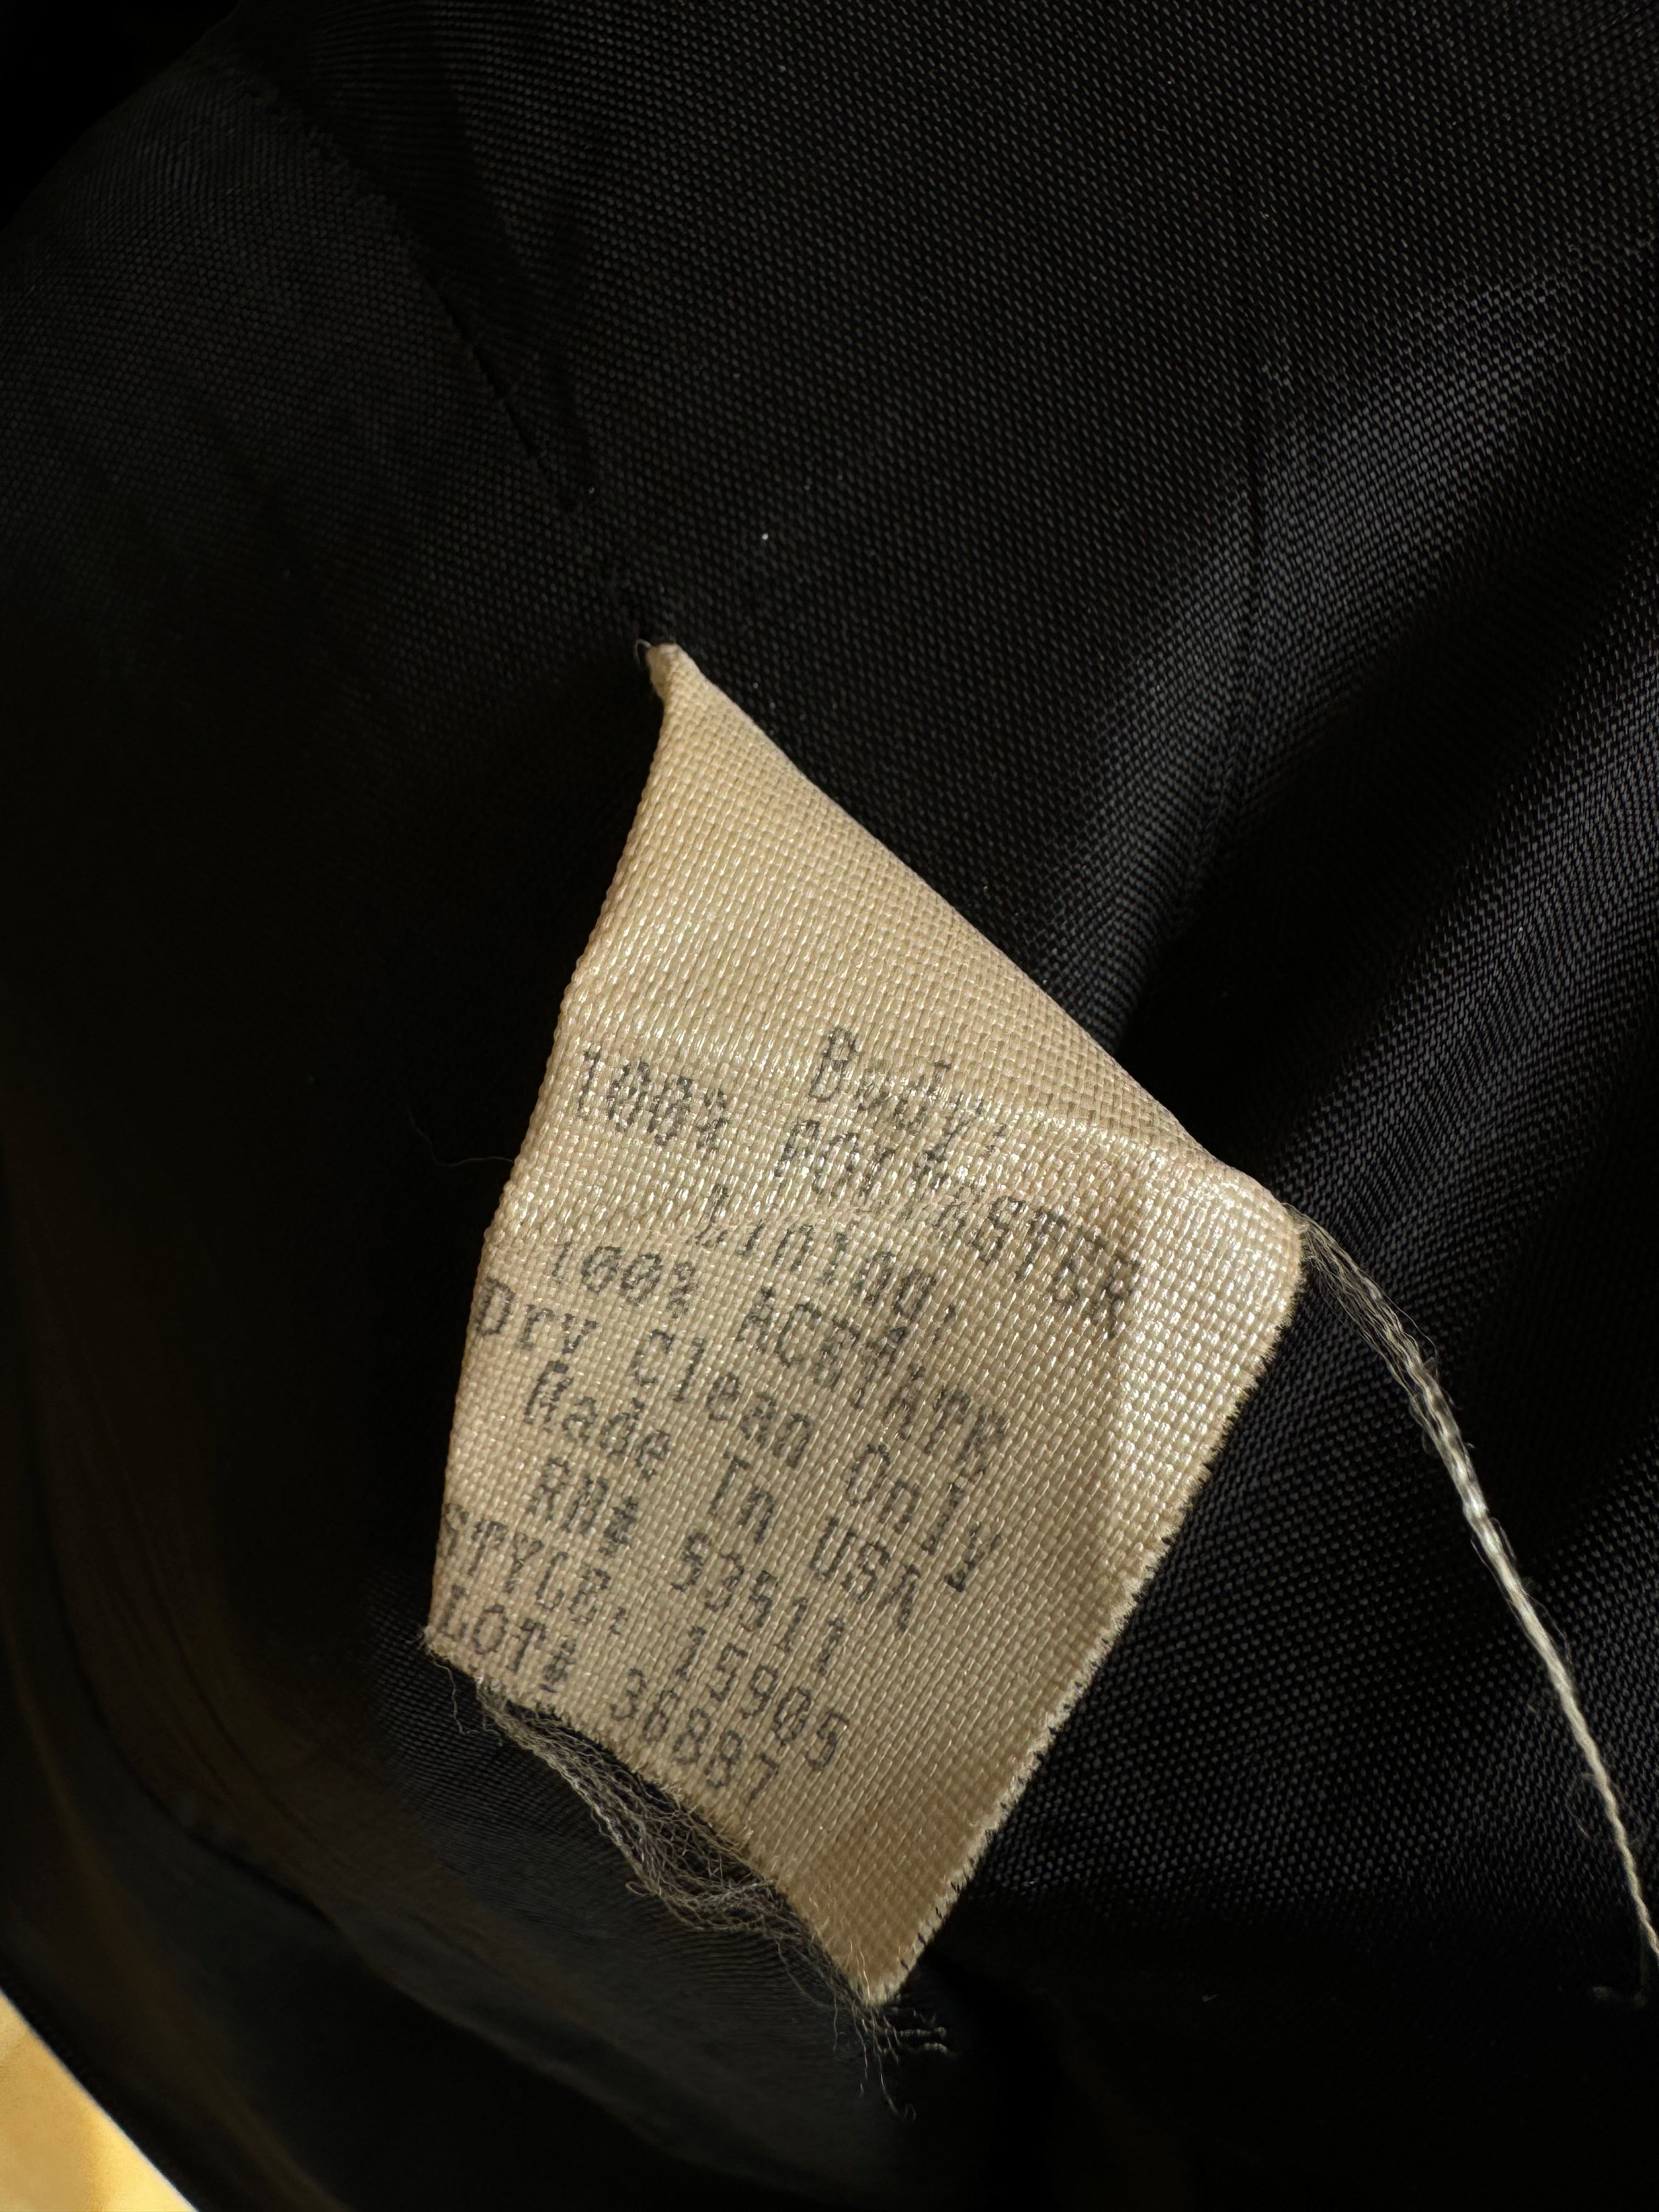 Body:
100% POLYESTER
Lining:
100% ACETATE
Dry Clean Only
Made In USA
RN# 53511
STYLE: 15905
LOT# 36887